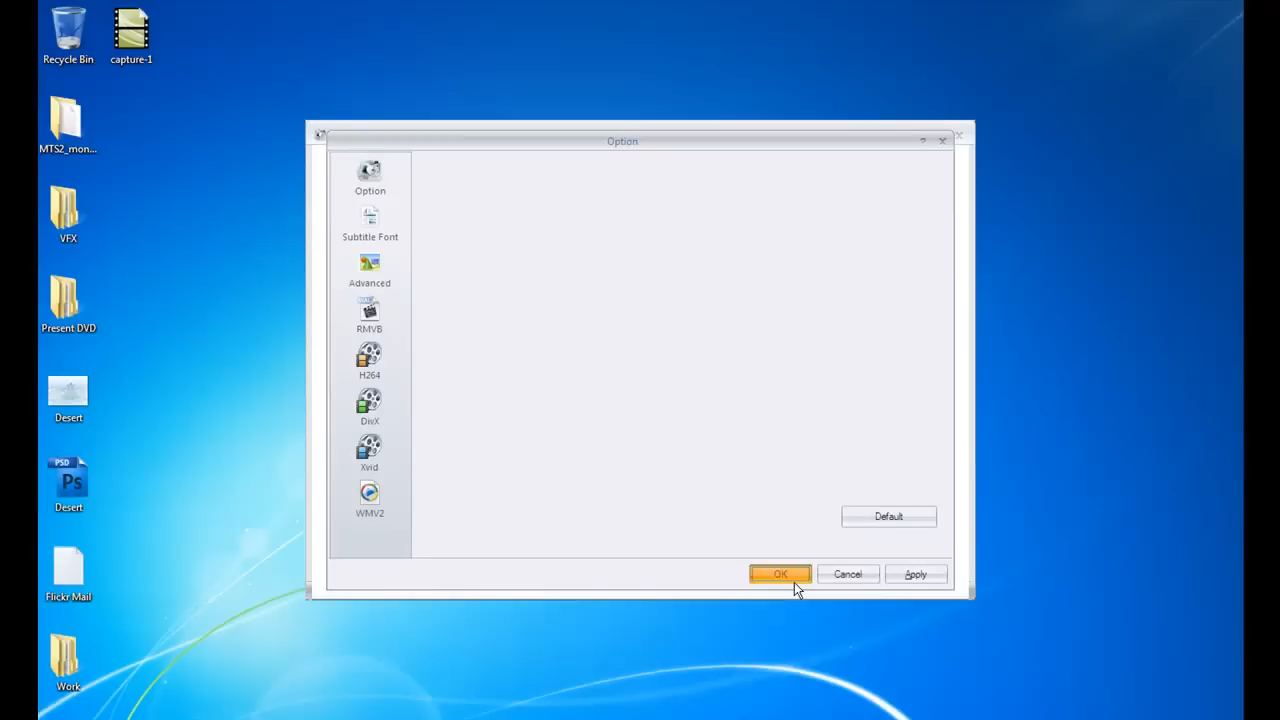 Recycle Bin
capture-1
MTS2_mon...
VFX
Present DVD
Desert
PSD
Ps
Desert
Flickr Mail
Work
Option
?
Option
Subtitle Font
Advanced
RMVB
H264
DivX
Xvid
WMV2
Default
OK
Cancel
Apply